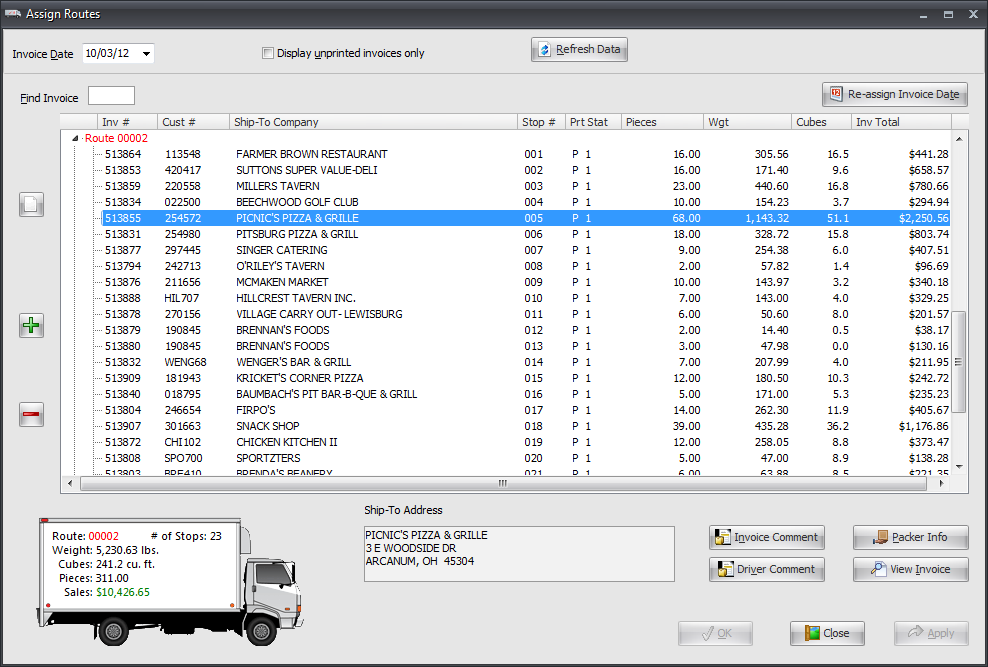 Assign Routes
Invoice Date 10/03/12 Display unprinted invoices only Refresh Data
Find Invoice Re-assign Invoice Date
Inv # Cust # Ship-To Company Stop # Prt Stat Pieces Wgt Cubes Inv Total
Route 00002
513864 113548 FARMER BROWN RESTAURANT 001 P 1 16.00 305.56 16.5 $441.28
513853 420417 SUTTONS SUPER VALUE-DELI 002 P 1 16.00 171.40 9.6 $658.57
513859 220558 MILLERS TAVERN 003 P 1 23.00 440.60 16.8 $780.66
513834 022500 BEECHWOOD GOLF CLUB 004 P 1 10.00 154.23 3.7 $294.94
513855 254572 PICNIC'S PIZZA & GRILLE 005 P 1 68.00 1,143.32 51.1 $2,250.56
513831 254980 PITSBURG PIZZA & GRILL 006 P 1 18.00 328.72 15.8 $803.74
513877 297445 SINGER CATERING 007 P 1 9.00 254.38 6.0 $407.51
513794 242713 O'RILEY'S TAVERN 008 P 1 2.00 57.82 1.4 $96.69
513876 211656 MCMAKEN MARKET 009 P 1 10.00 143.97 3.2 $340.18
513888 HIL707 HILLCREST TAVERN INC. 010 P 1 7.00 143.00 4.0 $329.25
513878 270156 VILLAGE CARRY OUT- LEWISBURG 011 P 1 6.00 50.60 8.0 $201.57
513879 190845 BRENNAN'S FOODS 012 P 1 2.00 14.40 0.5 $38.17
513880 190845 BRENNAN'S FOODS 013 P 1 3.00 47.98 0.0 $130.16
513832 WENG68 WENGER'S BAR & GRILL 014 P 1 7.00 207.99 4.0 $211.95
513909 181943 KRICKET'S CORNER PIZZA 015 P 1 12.00 180.50 10.3 $242.72
513840 018795 BAUMBACH'S PIT BAR-B-QUE & GRILL 016 P 1 5.00 171.00 5.3 $235.23
513804 246654 FIRPO'S 017 P 1 14.00 262.30 11.9 $405.67
513907 301663 SNACK SHOP 018 P 1 39.00 435.28 36.2 $1,176.86
513872 CHI102 CHICKEN KITCHEN II 019 P 1 12.00 258.05 8.8 $373.47
513808 SPO700 SPORTZTERS 020 P 1 5.00 47.00 8.9 $138.28
513803 BRE410 BRENDA'S BEANERY 021 P 1 6.00 63.88 8.5 $221.35
Ship-To Address
PICNIC'S PIZZA & GRILLE
3 E WOODSIDE DR
ARCANUM, OH 45304
Route: 00002 # of Stops: 23
Weight: 5,230.63 lbs.
Cubes: 241.2 cu. ft.
Pieces: 311.00
Sales: $10,426.65
Invoice Comment Packer Info
Driver Comment View Invoice
OK Close Apply